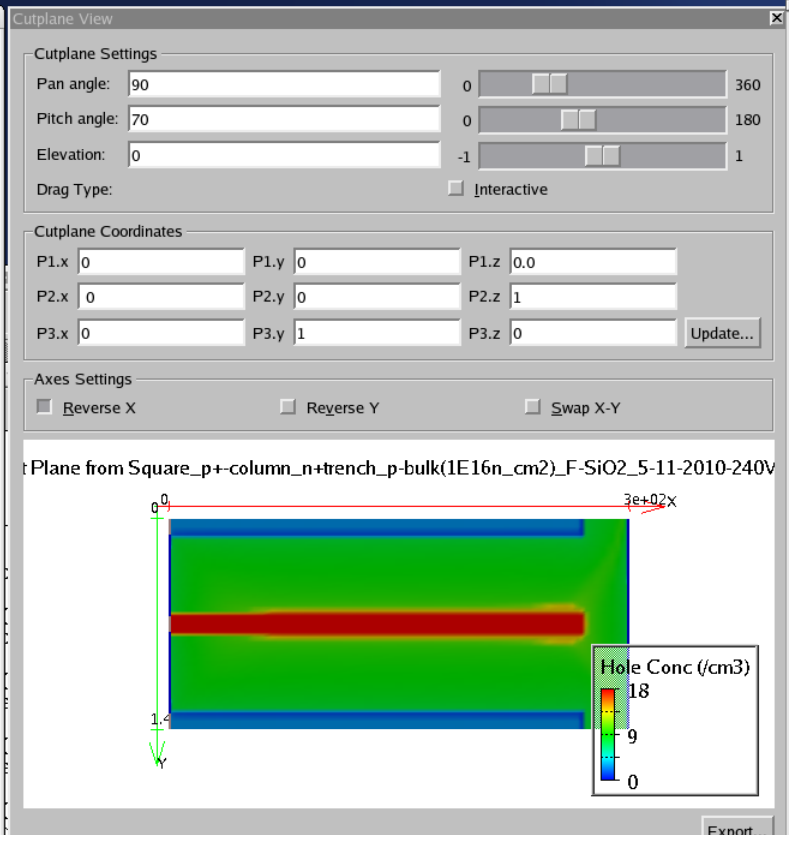 Cutplane View
Cutplane Settings
Pan angle: 90 0 360
Pitch angle: 70 0 180
Elevation: 0 -1 1
Drag Type: Interactive
Cutplane Coordinates
P1.x 0 P1.y 0 P1.z 0.0
P2.x 0 P2.y 0 P2.z 1
P3.x 0 P3.y 1 P3.z 0 Update...
Axes Settings
Reverse X Reverse Y Swap X-Y
t Plane from Square_p+-column_n+trench_p-bulk(1E16n_cm2)_F-SiO2_5-11-2010-240V
0 0 3e+02 X
Hole Conc (/cm3)
18
1.4
9
Y
0
Export...